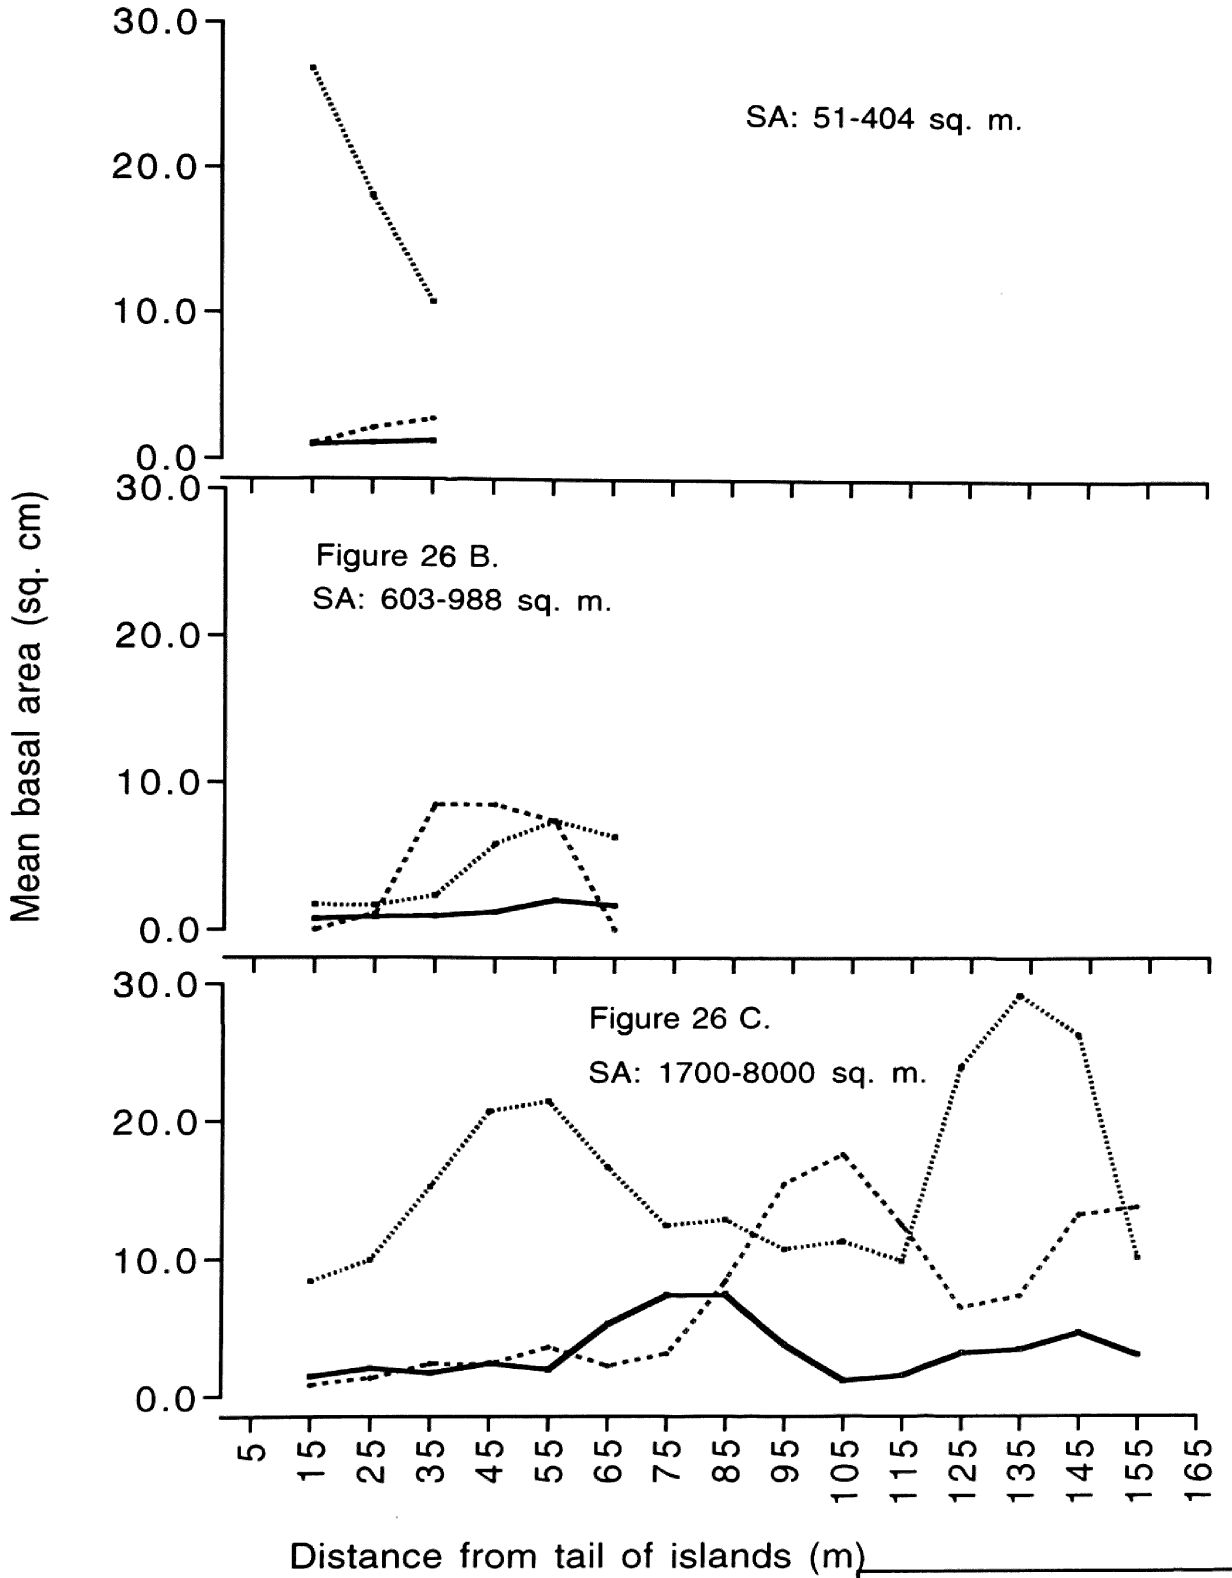 30.0
20.0
10.0
0.0
SA: 51-404 sq. m.
Mean basal area (sq. cm)
30.0
20.0
10.0
0.0
Figure 26 B.
SA: 603-988 sq. m.
30.0
20.0
10.0
0.0
Figure 26 C.
SA: 1700-8000 sq. m.
5 15 25 35 45 55 65 75 85 95 105 115 125 135 145 155 165
Distance from tail of islands (m)